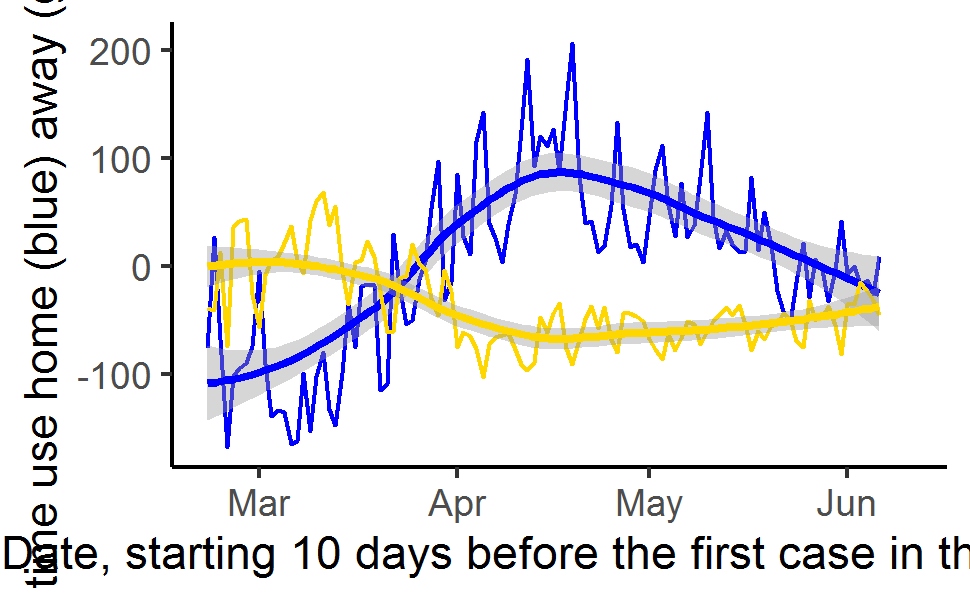 time use home (blue) away (
200
100
0
-100
Mar Apr May Jun
Date, starting 10 days before the first case in th